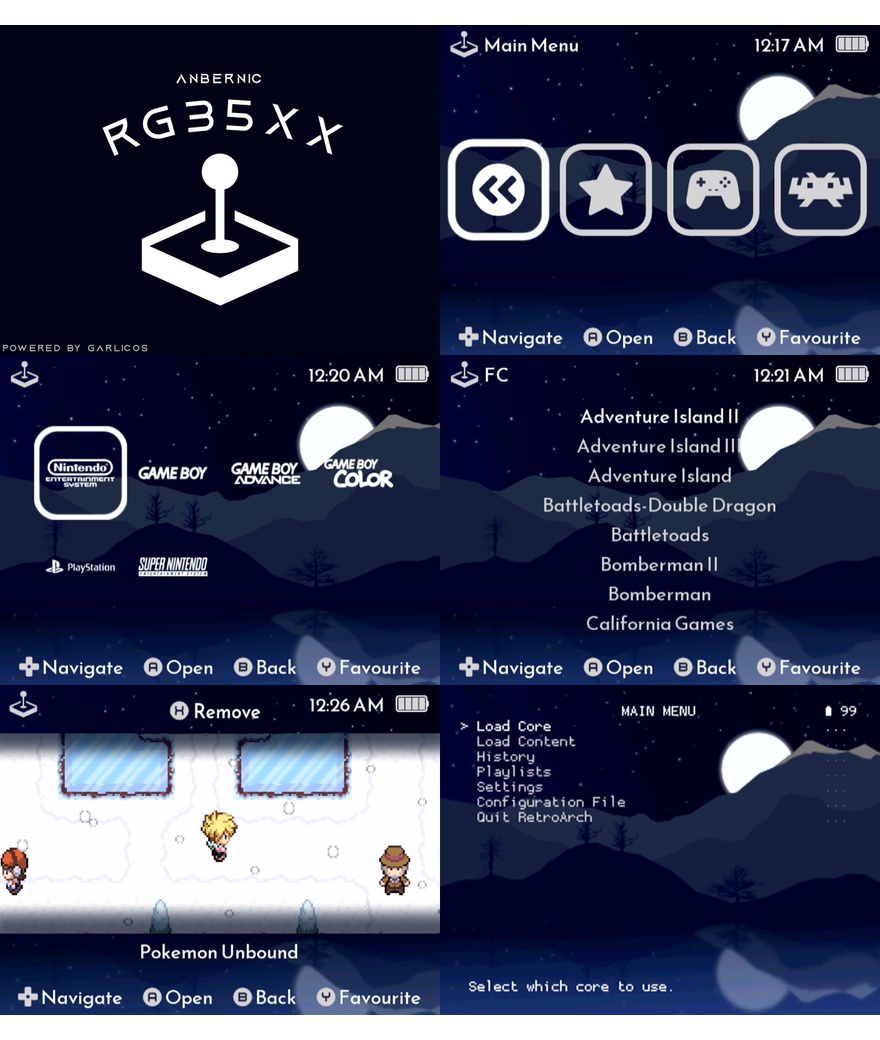 ANBERNIC
RG35XX
POWERED BY GARLICOS
Main Menu
12:17 AM
Navigate
A Open
B Back
Y Favourite
12:20 AM
Nintendo
ENTERTAINMENT
SYSTEM
GAME BOY
GAME BOY
ADVANCE
GAME BOY
COLOR
PlayStation
SUPER NINTENDO
ENTERTAINMENT SYSTEM
Navigate
A Open
B Back
Y Favourite
FC
12:21 AM
Adventure Island II
Adventure Island III
Adventure Island
Battletoads-Double Dragon
Battletoads
Bomberman II
Bomberman
California Games
Navigate
A Open
B Back
Y Favourite
M Remove
12:26 AM
Pokemon Unbound
Navigate
A Open
B Back
Y Favourite
MAIN MENU
99
> Load Core
...
Load Content
History
...
Playlists
...
Settings
...
Configuration File
...
Quit RetroArch
...
Select which core to use.